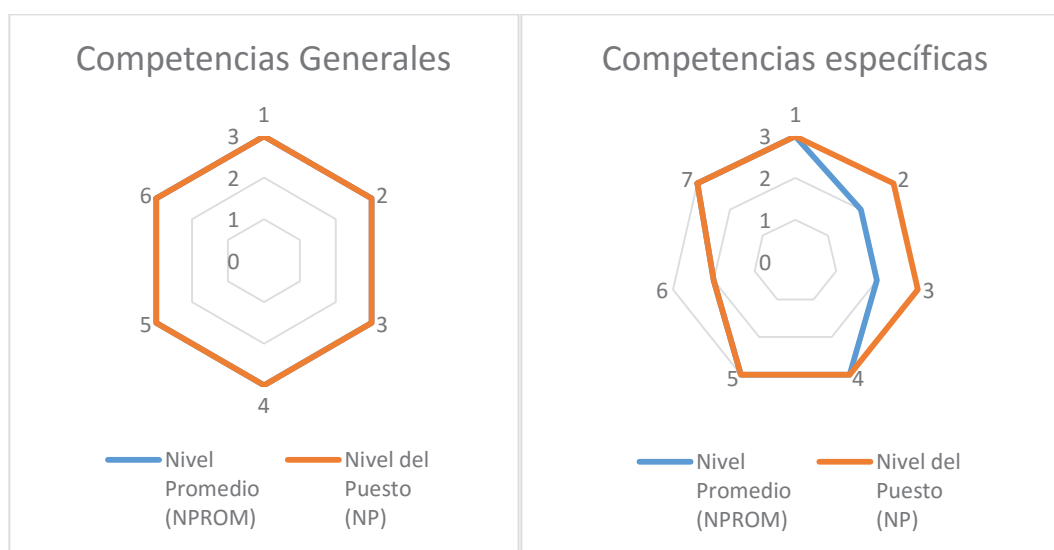 Competencias Generales
1
3
2
2
6
1
0
5
3
4
Nivel
Promedio
(NPROM)
Nivel del
Puesto
(NP)
Competencias específicas
1
3
2
7
2
1
0
6
3
5
4
Nivel
Promedio
(NPROM)
Nivel del
Puesto
(NP)